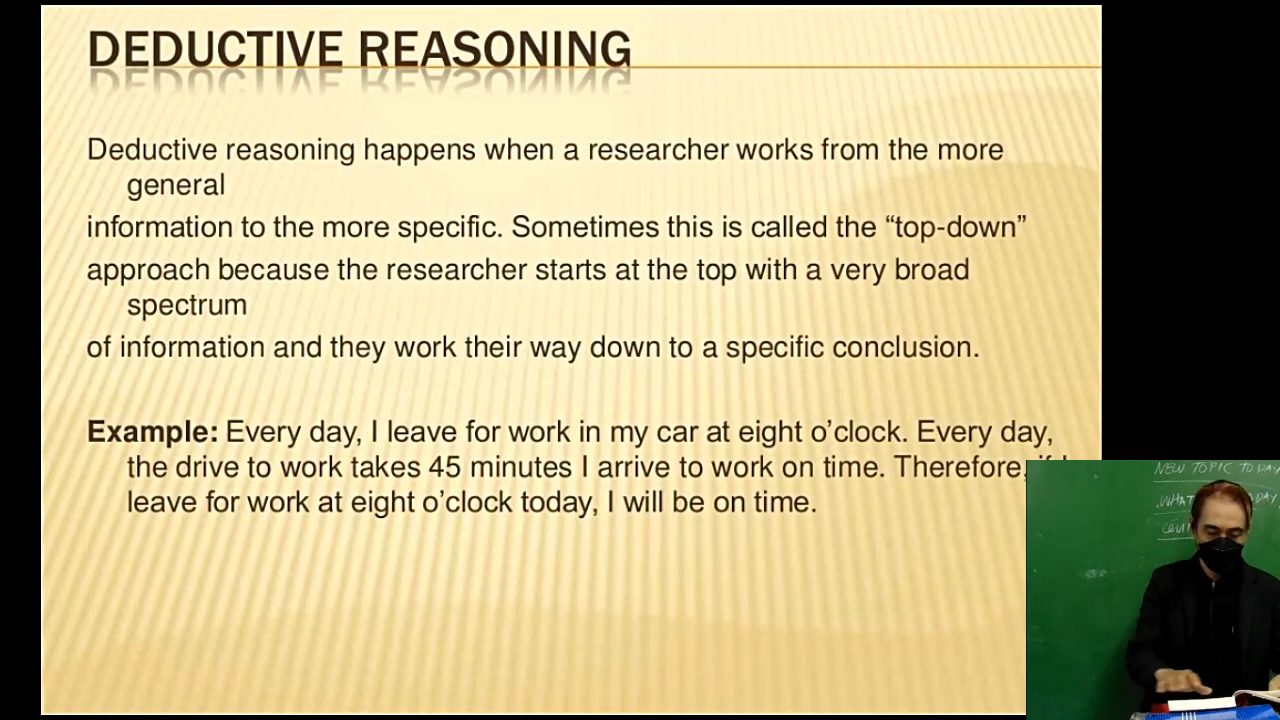 DEDUCTIVE REASONING
Deductive reasoning happens when a researcher works from the more
general
information to the more specific. Sometimes this is called the “top-down”
approach because the researcher starts at the top with a very broad
spectrum
of information and they work their way down to a specific conclusion.
Example: Every day, I leave for work in my car at eight o’clock. Every day,
the drive to work takes 45 minutes I arrive to work on time. Therefore, if I
leave for work at eight o’clock today, I will be on time.
NEW TOPIC TODAY
WHAT DAY